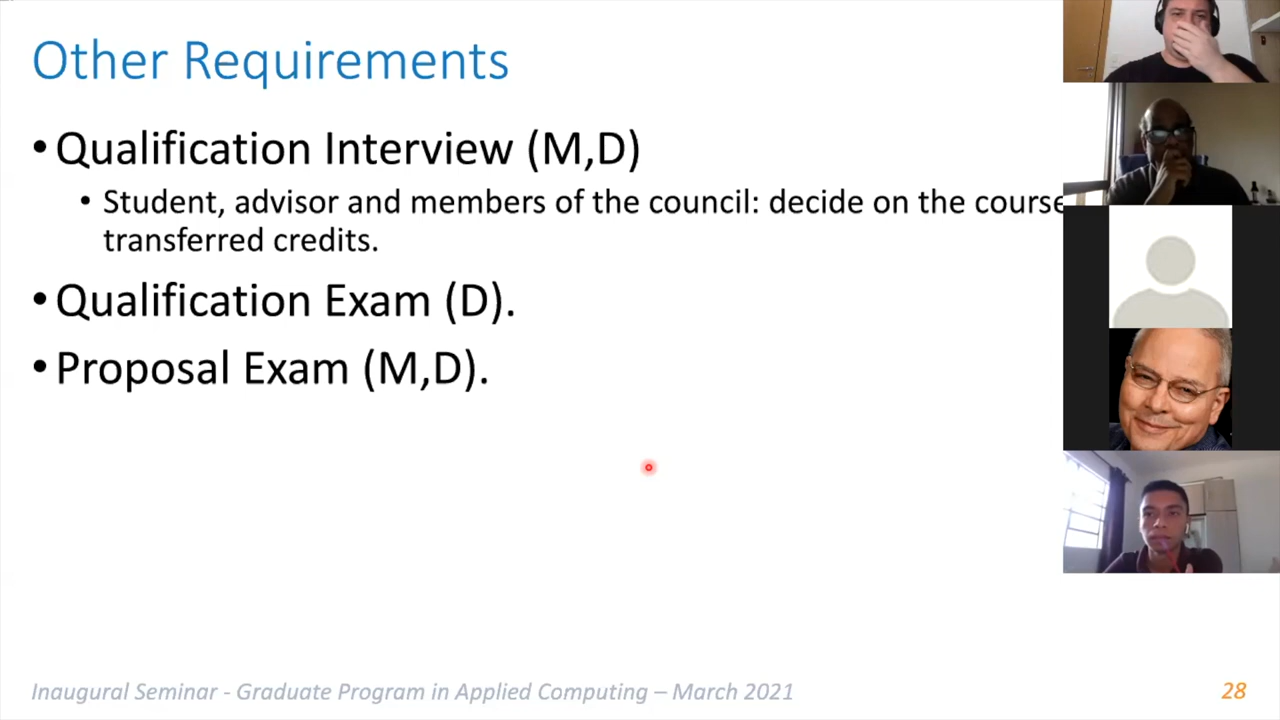 Other Requirements
• Qualification Interview (M,D)
• Student, advisor and members of the council: decide on the course
transferred credits.
• Qualification Exam (D).
• Proposal Exam (M,D).
Inaugural Seminar - Graduate Program in Applied Computing – March 2021
28